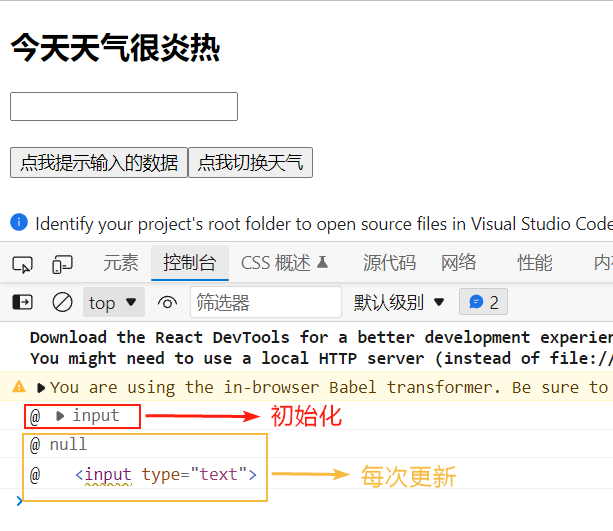 今天天气很炎热
点我提示输入的数据 点我切换天气
Identify your project's root folder to open source files in Visual Studio Code
元素 控制台 CSS 概述 源代码 网络 性能 内
top 筛选器 默认级别 2
Download the React DevTools for a better development experien
You might need to use a local HTTP server (instead of file://
You are using the in-browser Babel transformer. Be sure to
@ input 初始化
@ null
@ <input type="text"> 每次更新